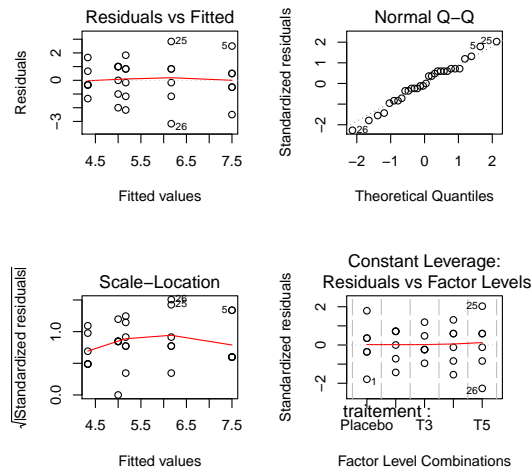 Residuals vs Fitted
Residuals
2
0
−3
25
5
26
4.5 5.5 6.5 7.5
Fitted values
Normal Q−Q
Standardized residuals
2
0
−2
5 25
26
−2 −1 0 1 2
Theoretical Quantiles
Scale−Location
√|Standardized residuals|
1.0
0.0
26
25
5
4.5 5.5 6.5 7.5
Fitted values
Constant Leverage:
Residuals vs Factor Levels
Standardized residuals
2
0
−2
25
1
26
traitement :
Placebo T3 T5
Factor Level Combinations